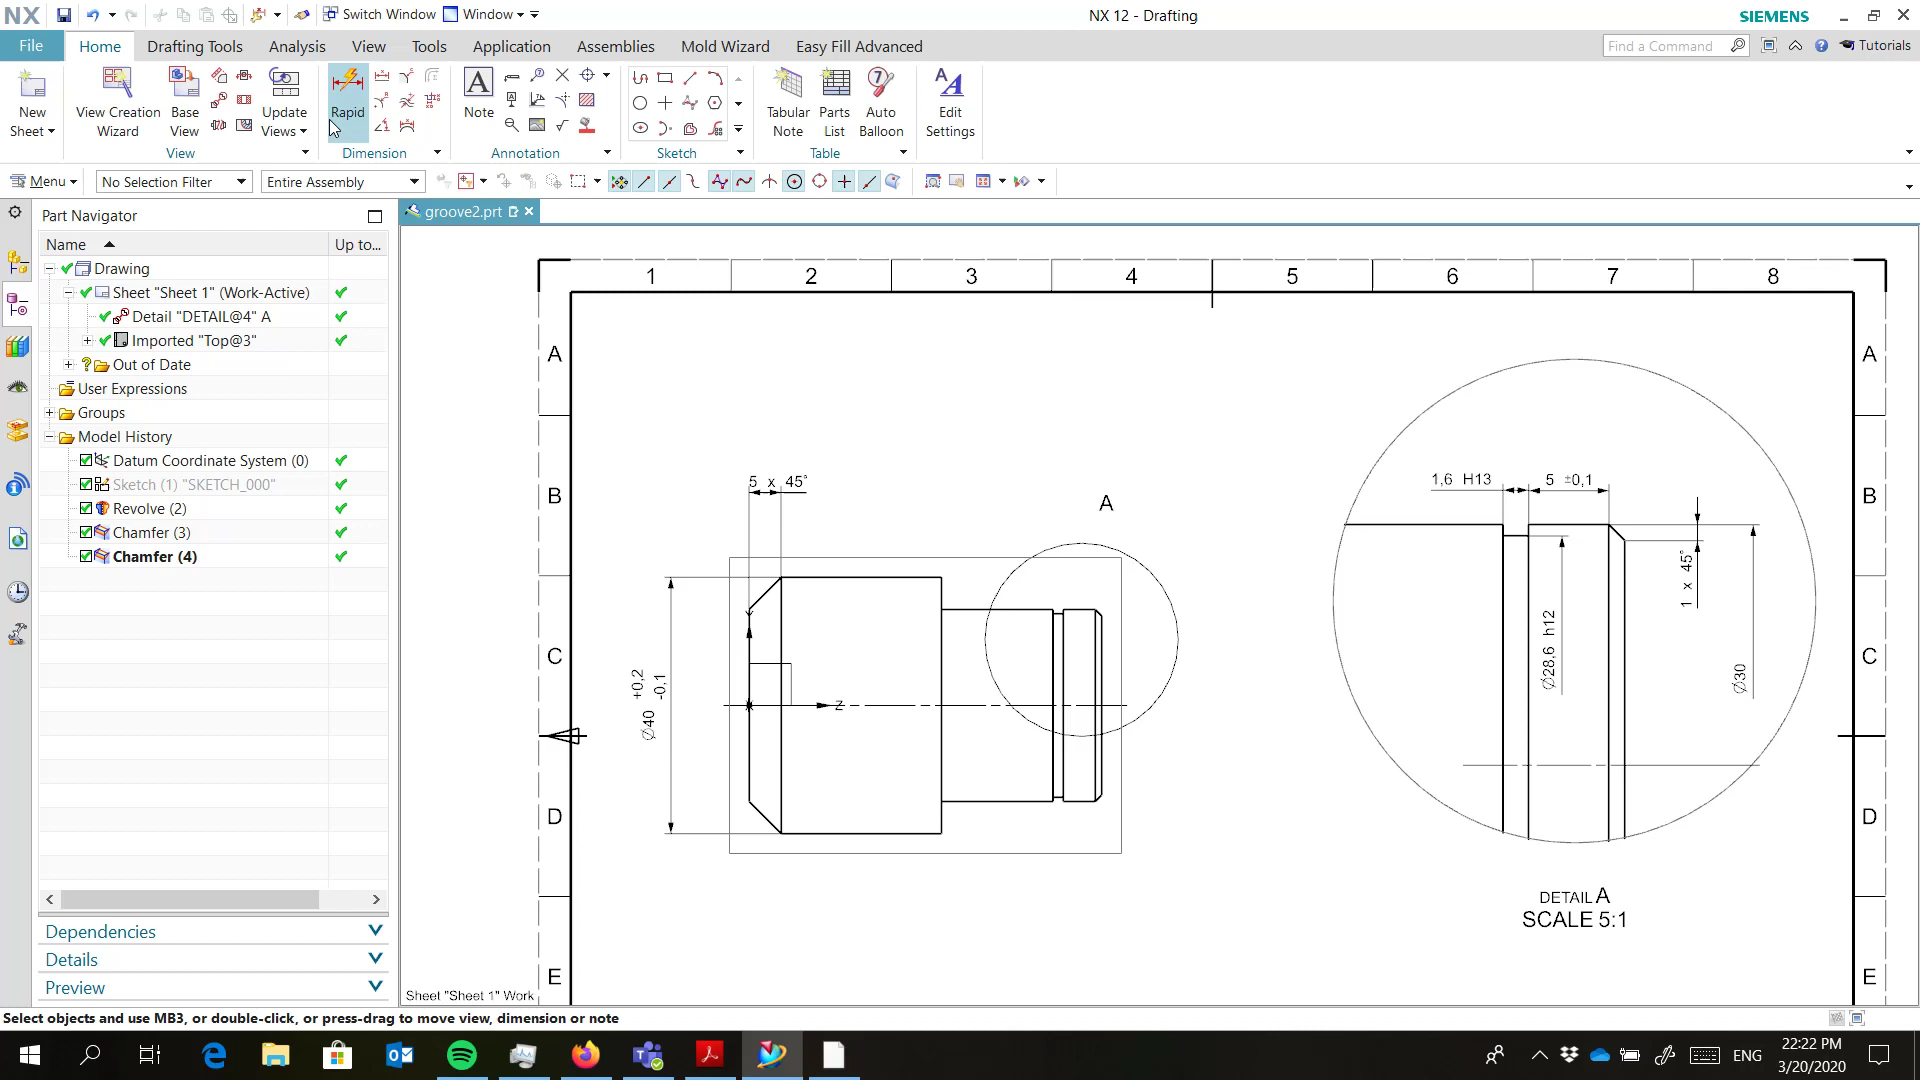 NX Switch Window Window NX 12 - Drafting SIEMENS
File Home Drafting Tools Analysis View Tools Application Assemblies Mold Wizard Easy Fill Advanced Find a Command Tutorials
New Sheet View Creation Wizard Base View Update Views Rapid Note Tabular Note Parts List Auto Balloon Edit Settings
View Dimension Annotation Sketch Table
Menu No Selection Filter Entire Assembly
Part Navigator
groove2.prt
Name Up to...
Drawing
Sheet "Sheet 1" (Work-Active)
Detail "DETAIL@4" A
Imported "Top@3"
Out of Date
User Expressions
Groups
Model History
Datum Coordinate System (0)
Sketch (1) "SKETCH_000"
Revolve (2)
Chamfer (3)
Chamfer (4)
Dependencies
Details
Preview
1 2 3 4 5 6 7 8
A A
B B
C C
D D
E E
5 x 45°
A
Ø40 +0,2 -0,1
Z
1,6 H13
5 ±0,1
1 x 45°
Ø28,6 h12
Ø30
DETAIL A
SCALE 5:1
Sheet "Sheet 1" Work
Select objects and use MB3, or double-click, or press-drag to move view, dimension or note
ENG
22:22 PM
3/20/2020